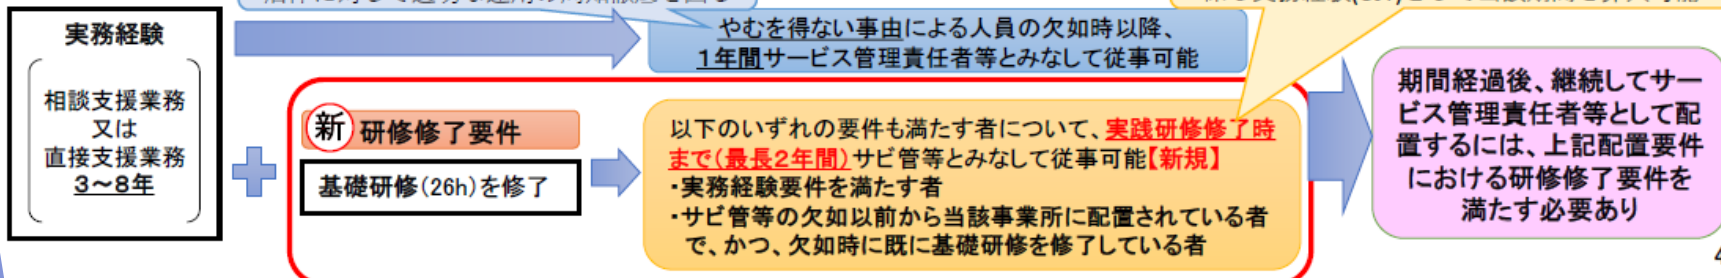 実務経験
相談支援業務
又は
直接支援業務
3～8年
やむを得ない事由による人員の欠如時以降、
1年間サービス管理責任者等とみなして従事可能
新 研修修了要件
基礎研修(26h)を修了
以下のいずれの要件も満たす者について、実践研修修了時
まで(最長2年間)サビ管等とみなして従事可能【新規】
・実務経験要件を満たす者
・サビ管等の欠如以前から当該事業所に配置されている者
で、かつ、欠如時に既に基礎研修を修了している者
期間経過後、継続してサー
ビス管理責任者等として配
置するには、上記配置要件
における研修修了要件を
満たす必要あり